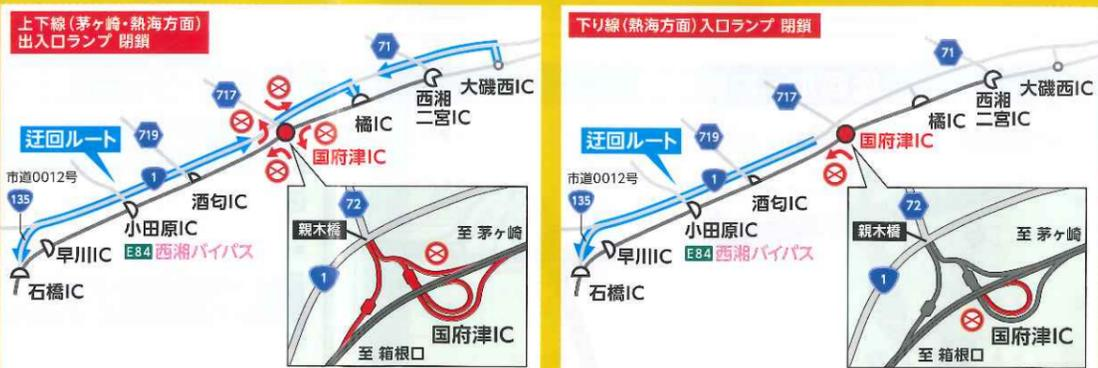 上下線(茅ヶ崎・熱海方面)
出入口ランプ 閉鎖
71
大磯西IC
西湘
二宮IC
717
橘IC
719
国府津IC
迂回ルート
市道0012号
1
135
酒匂IC
小田原IC
早川IC
E84 西湘バイパス
石橋IC
72
親木橋
至 茅ヶ崎
1
国府津IC
至 箱根口
下り線(熱海方面)入口ランプ 閉鎖
71
大磯西IC
西湘
二宮IC
717
橘IC
719
国府津IC
迂回ルート
市道0012号
1
135
酒匂IC
小田原IC
早川IC
E84 西湘バイパス
石橋IC
72
親木橋
至 茅ヶ崎
1
国府津IC
至 箱根口